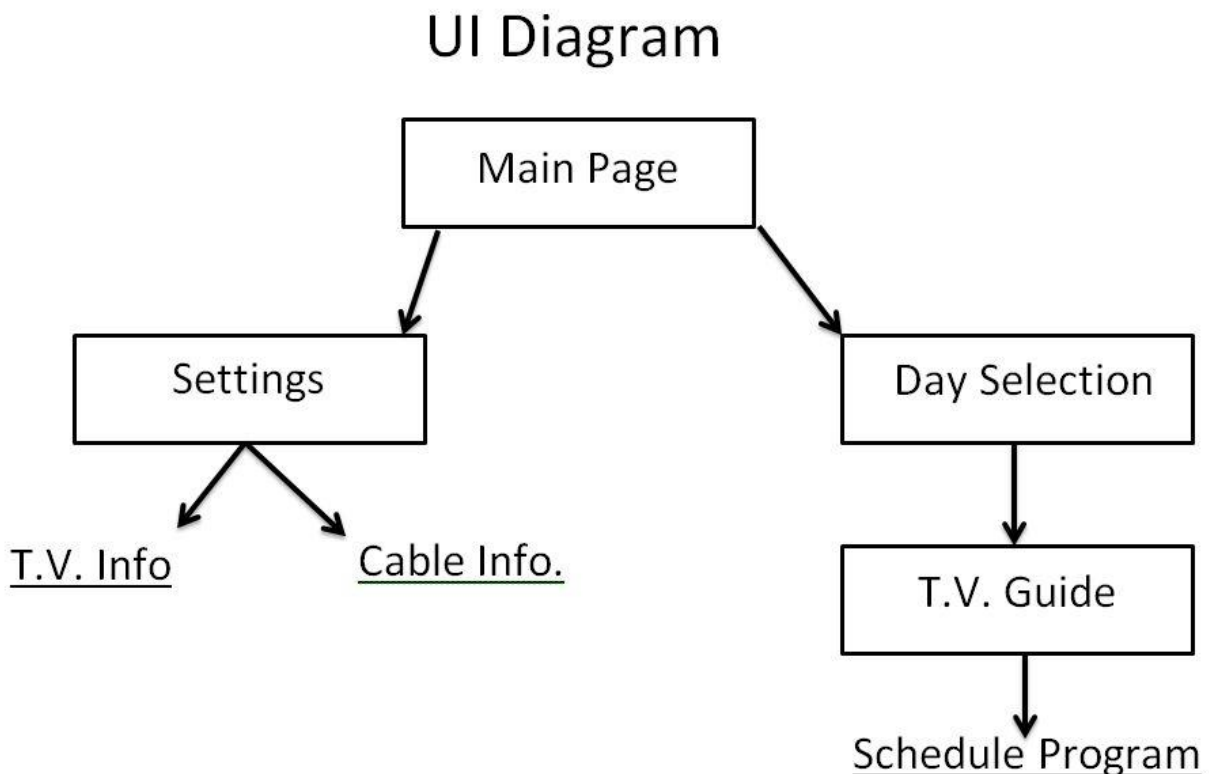 UI Diagram
Main Page
Settings
Day Selection
T.V. Info
Cable Info.
T.V. Guide
Schedule Program